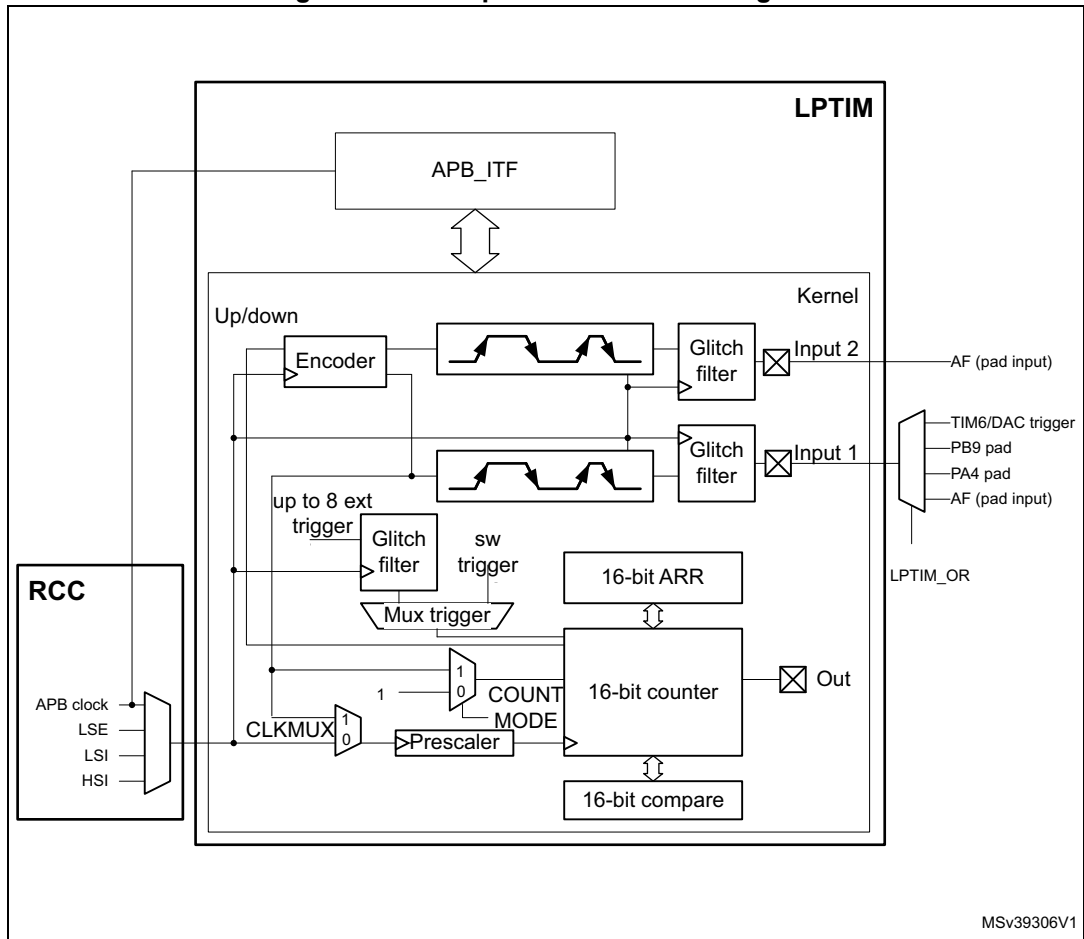 LPTIM
APB_ITF
Kernel
Up/down
Encoder
Glitch
filter
Input 2
AF (pad input)
Glitch
filter
Input 1
TIM6/DAC trigger
PB9 pad
PA4 pad
AF (pad input)
LPTIM_OR
up to 8 ext
trigger
Glitch
filter
sw
trigger
Mux trigger
16-bit ARR
RCC
APB clock
LSE
LSI
HSI
CLKMUX
1
0
1
1
0
COUNT
MODE
Prescaler
16-bit counter
Out
16-bit compare
MSv39306V1